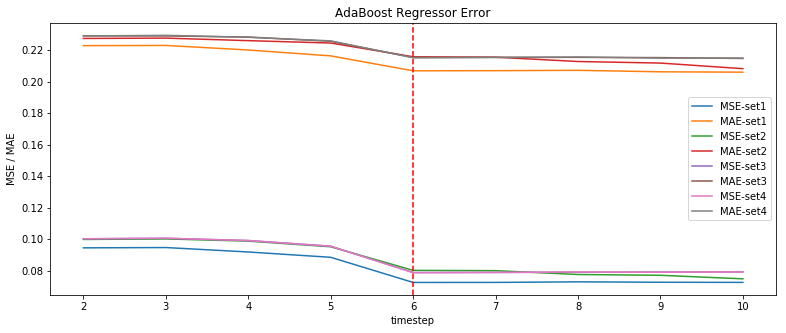 AdaBoost Regressor Error
MSE / MAE
0.22
0.20
0.18
0.16
0.14
0.12
0.10
0.08
MSE-set1
MAE-set1
MSE-set2
MAE-set2
MSE-set3
MAE-set3
MSE-set4
MAE-set4
2 3 4 5 6 7 8 9 10
timestep